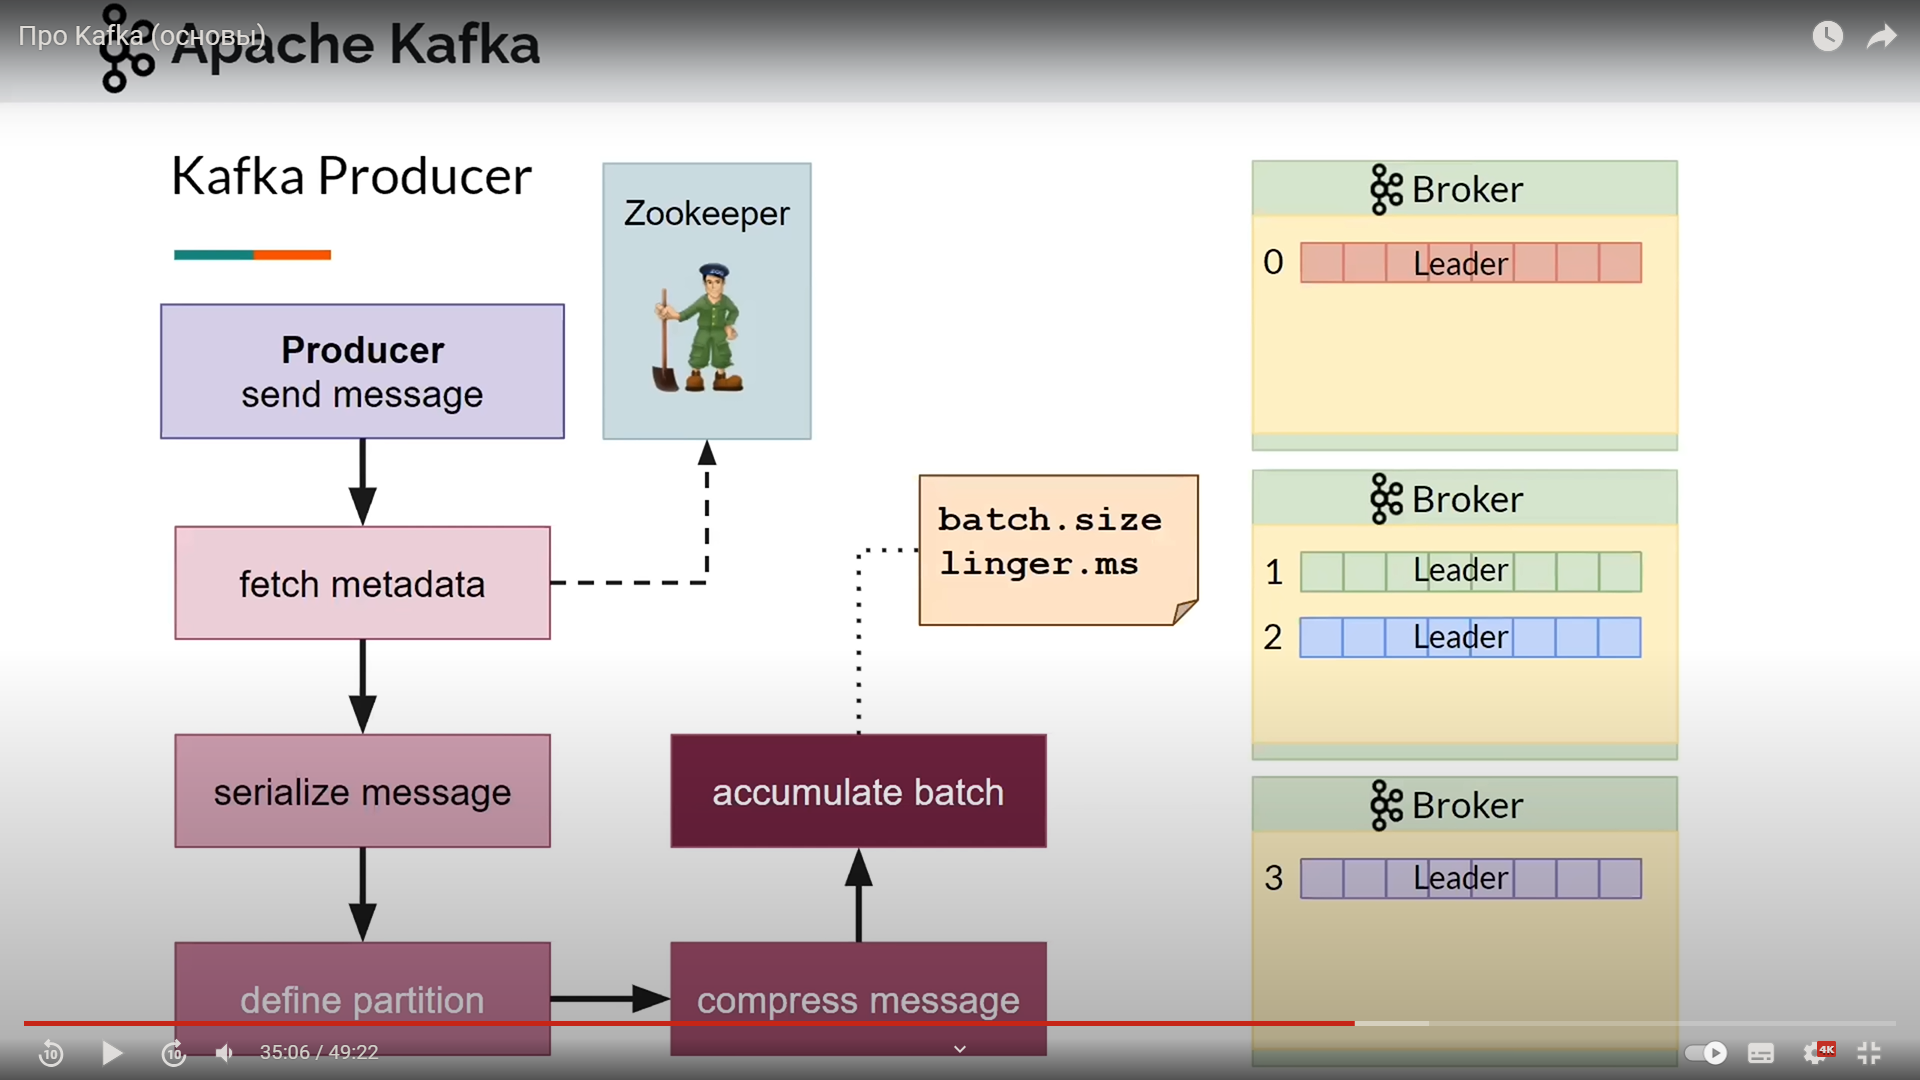 Про Kafka (основы)
Apache Kafka
Kafka Producer
Zookeeper
Producer
send message
fetch metadata
serialize message
define partition
compress message
accumulate batch
batch.size
linger.ms
Broker
0 Leader
Broker
1 Leader
2 Leader
Broker
3 Leader
10
10
35:06 / 49:22
4K